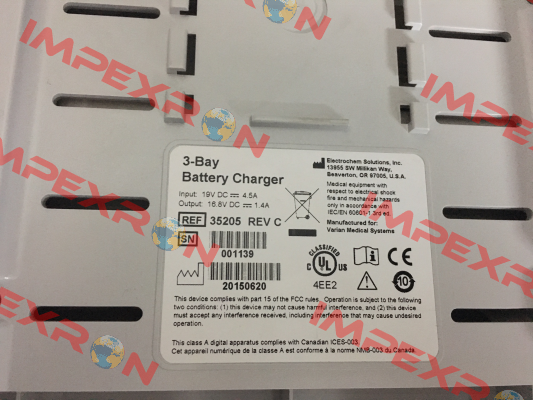 3-Bay
Battery Charger
Input: 19V DC 4.5A
Output: 16.8V DC 1.4A
REF 35205 REV C
SN
001139
20150620
Electrochem Solutions, Inc.
13955 SW Millikan Way,
Beaverton, OR 97005, U.S.A.
Medical equipment with
respect to electrical shock
fire and mechanical hazards
only in accordance with
IEC/EN 60601-1 3rd ed.
Manufactured for:
Varian Medical Systems
CLASSIFIED
C UL US
4EE2
10
This device complies with part 15 of the FCC rules. Operation is subject to the following
two conditions: (1) this device may not cause harmful interference, and (2) this device
must accept any interference received, including interference that may cause undesired
operation.
This class A digital apparatus complies with Canadian ICES-003.
Cet appareil numérique de la classe A est conforme à la norme NMB-003 du Canada.
IMPEXRON
IMPEXRON
IMPEXRON
IMPEXRON
IMPEXRON